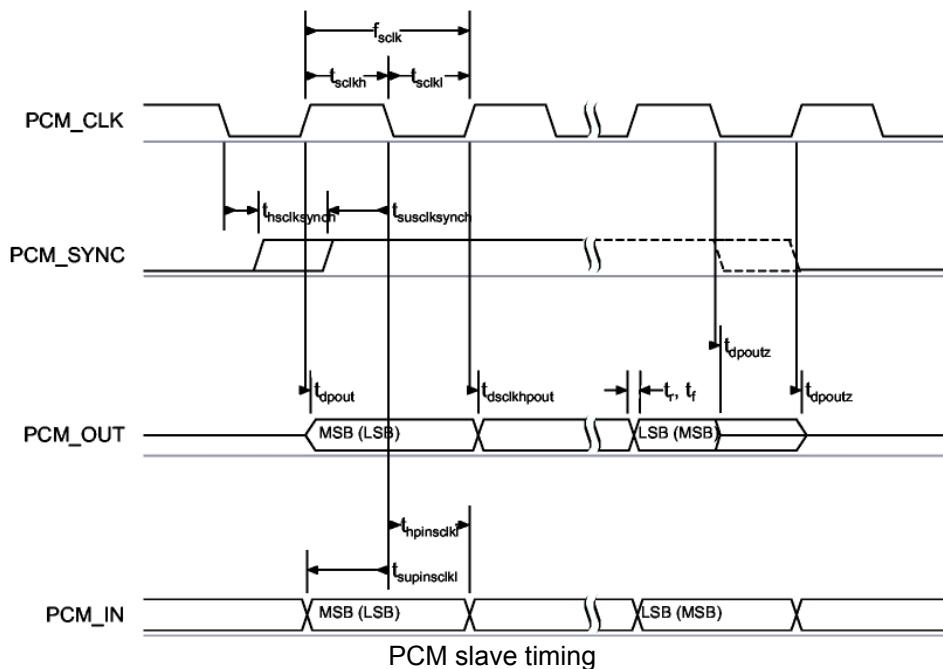 f_sclk
t_sclkh
t_sclkl
PCM_CLK
t_hsclksynch
t_susclksynch
PCM_SYNC
t_dpoutz
t_dpout
t_dsclkhpout
t_r, t_f
t_dpoutz
PCM_OUT
MSB (LSB)
LSB (MSB)
t_hpinsclkl
t_supinsclkl
PCM_IN
MSB (LSB)
LSB (MSB)
PCM slave timing